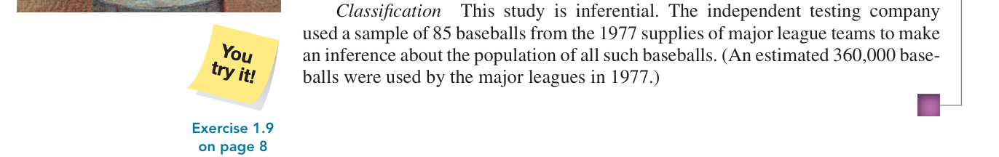 Classification This study is inferential. The independent testing company
used a sample of 85 baseballs from the 1977 supplies of major league teams to make
an inference about the population of all such baseballs. (An estimated 360,000 base-
balls were used by the major leagues in 1977.)
You
try it!
Exercise 1.9
on page 8